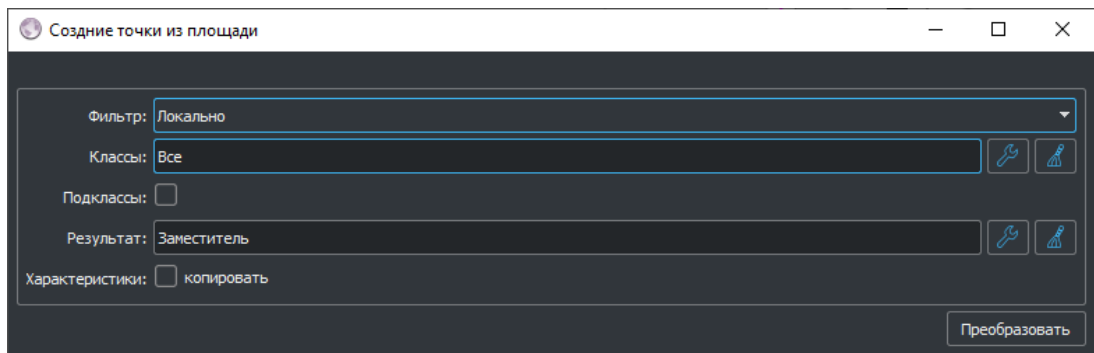 Создние точки из площади
Фильтр: Локально
Классы: Все
Подклассы:
Результат: Заместитель
Характеристики: копировать
Преобразовать